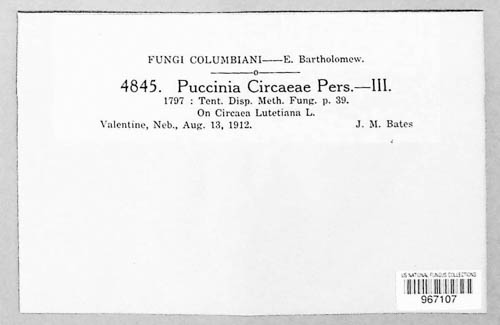 FUNGI COLUMBIANI—E. Bartholomew.
4845. Puccinia Circaeae Pers.—III.
1797 : Tent. Disp. Meth. Fung. p. 39.
On Circaea Lutetiana L.
Valentine, Neb., Aug. 13, 1912. J. M. Bates
US NATIONAL FUNGUS COLLECTIONS
967107